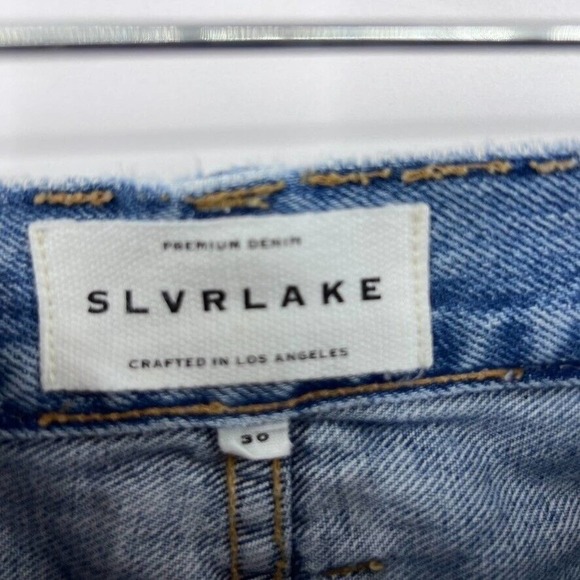 PREMIUM DENIM
SLVRLAKE
CRAFTED IN LOS ANGELES
30